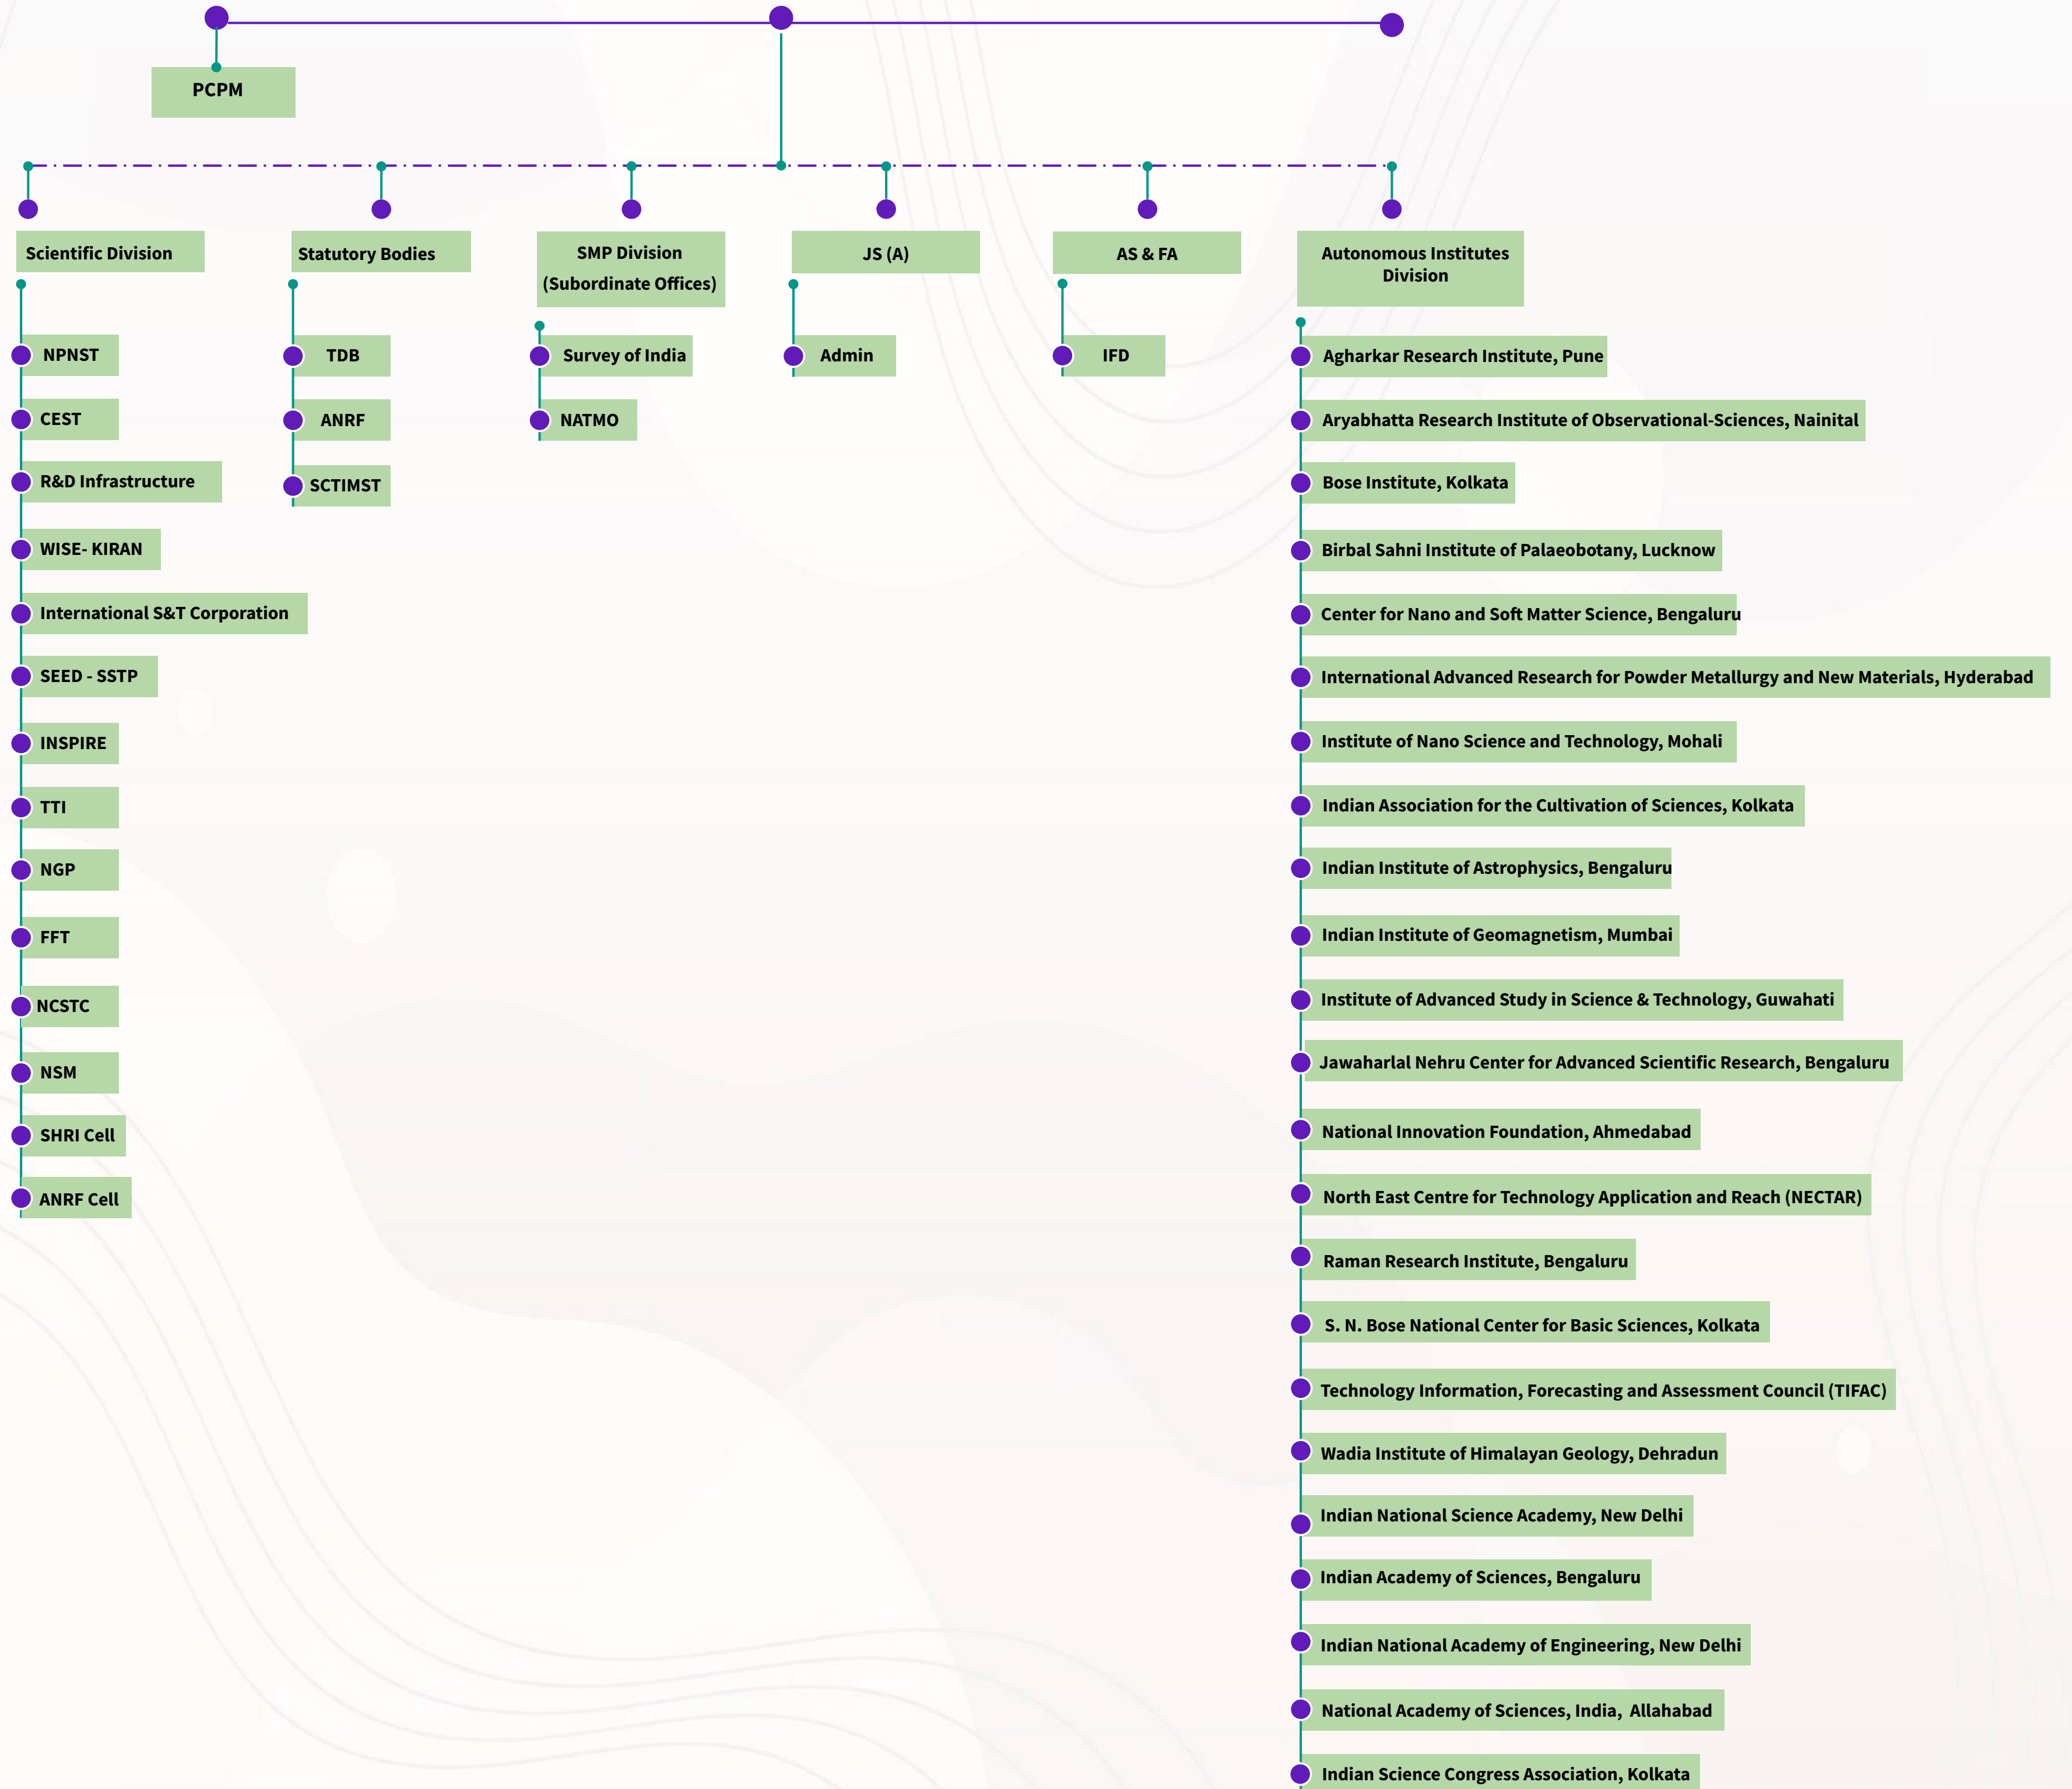 PCPM
Scientific Division
NPNST
CEST
R&D Infrastructure
WISE- KIRAN
International S&T Corporation
SEED - SSTP
INSPIRE
TTI
NGP
FFT
NCSTC
NSM
SHRI Cell
ANRF Cell
Statutory Bodies
TDB
ANRF
SCTIMST
SMP Division
(Subordinate Offices)
Survey of India
NATMO
JS (A)
Admin
AS & FA
IFD
Autonomous Institutes
Division
Agharkar Research Institute, Pune
Aryabhatta Research Institute of Observational-Sciences, Nainital
Bose Institute, Kolkata
Birbal Sahni Institute of Palaeobotany, Lucknow
Center for Nano and Soft Matter Science, Bengaluru
International Advanced Research for Powder Metallurgy and New Materials, Hyderabad
Institute of Nano Science and Technology, Mohali
Indian Association for the Cultivation of Sciences, Kolkata
Indian Institute of Astrophysics, Bengaluru
Indian Institute of Geomagnetism, Mumbai
Institute of Advanced Study in Science & Technology, Guwahati
Jawaharlal Nehru Center for Advanced Scientific Research, Bengaluru
National Innovation Foundation, Ahmedabad
North East Centre for Technology Application and Reach (NECTAR)
Raman Research Institute, Bengaluru
S. N. Bose National Center for Basic Sciences, Kolkata
Technology Information, Forecasting and Assessment Council (TIFAC)
Wadia Institute of Himalayan Geology, Dehradun
Indian National Science Academy, New Delhi
Indian Academy of Sciences, Bengaluru
Indian National Academy of Engineering, New Delhi
National Academy of Sciences, India, Allahabad
Indian Science Congress Association, Kolkata